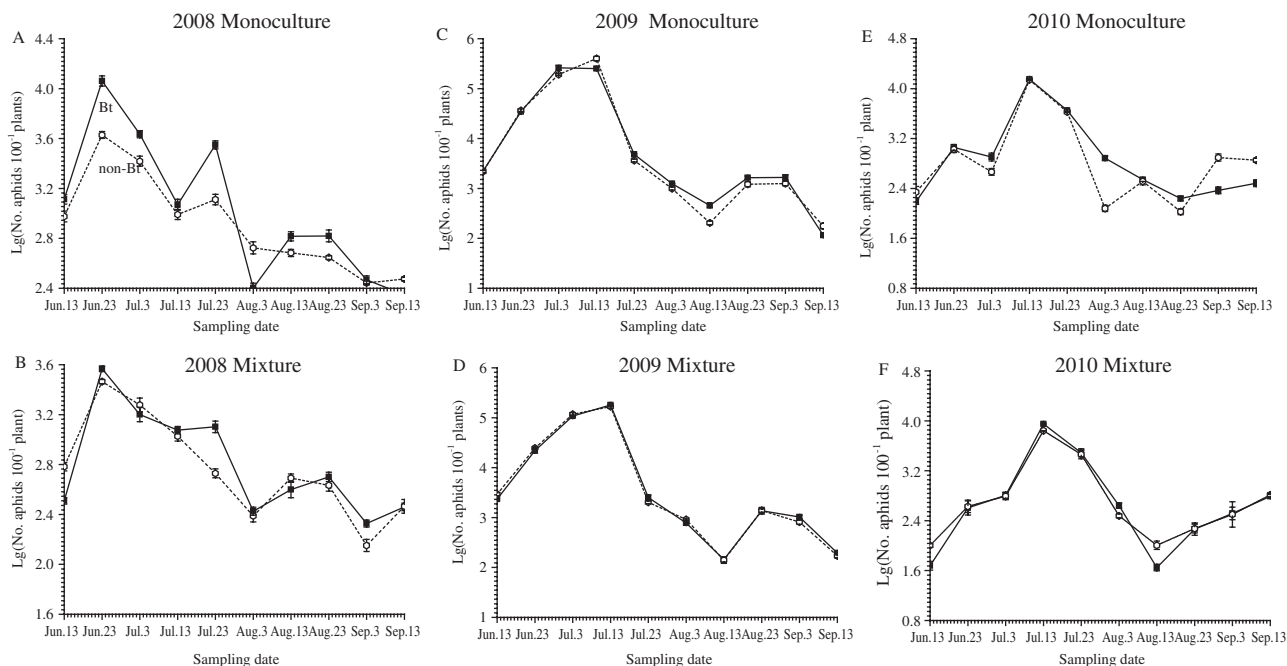 A
2008 Monoculture
Lg(No. aphids 100⁻¹ plants)
4.4
4.0
3.6
3.2
2.8
2.4
Bt
non-Bt
Jun.13 Jun.23 Jul.3 Jul.13 Jul.23 Aug.3 Aug.13 Aug.23 Sep.3 Sep.13
Sampling date
C
2009 Monoculture
Lg(No. aphids 100⁻¹ plant)
6
5
4
3
2
1
Jun.13 Jun.23 Jul.3 Jul.13 Jul.23 Aug.3 Aug.13 Aug.23 Sep.3 Sep.13
Sampling date
E
2010 Monoculture
Lg(No. aphids 100⁻¹ plant)
4.8
4.0
3.2
2.4
1.6
0.8
Jun.13 Jun.23 Jul.3 Jul.13 Jul.23 Aug.3 Aug.13 Aug.23 Sep.3 Sep.13
Sampling date
B
2008 Mixture
Lg(No. aphids 100⁻¹ plant)
3.6
3.2
2.8
2.4
2.0
1.6
Jun.13 Jun.23 Jul.3 Jul.13 Jul.23 Aug.3 Aug.13 Aug.23 Sep.3 Sep.13
Sampling date
D
2009 Mixture
Lg(No. aphids 100⁻¹ plants)
6
5
4
3
2
1
Jun.13 Jun.23 Jul.3 Jul.13 Jul.23 Aug.3 Aug.13 Aug.23 Sep.3 Sep.13
Sampling date
F
2010 Mixture
Lg(No. aphids 100⁻¹ plants)
4.8
4.0
3.2
2.4
1.6
0.8
Jun.13 Jun.23 Jul.3 Jul.13 Jul.23 Aug.3 Aug.13 Aug.23 Sep.3 Sep.13
Sampling date